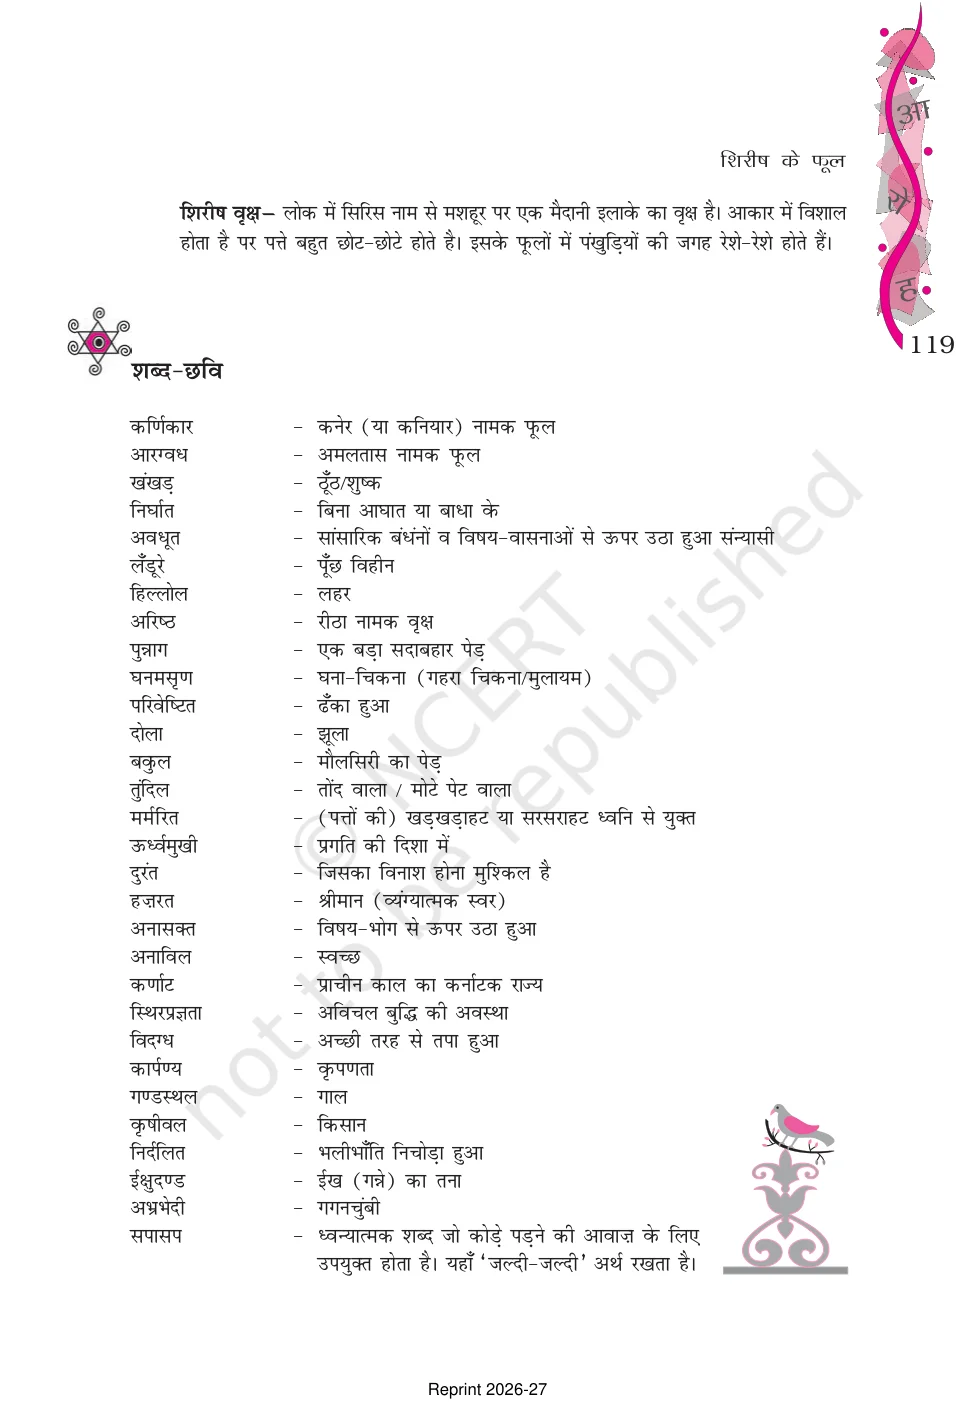 शिरीष के फूल
शिरीष वृक्ष– लोक में सिरिस नाम से मशहूर पर एक मैदानी इलाके का वृक्ष है। आकार में विशाल
होता है पर पत्ते बहुत छोट-छोटे होते है। इसके फूलों में पंखुड़ियों की जगह रेशे-रेशे होते हैं।
आ
रो
ह
119
शब्द-छवि
कर्णिकार - कनेर (या कनियार) नामक फूल
आरग्वध - अमलतास नामक फूल
खंखड़ - ठूँठ/शुष्क
निर्घात - बिना आघात या बाधा के
अवधूत - सांसारिक बंधंनों व विषय-वासनाओं से ऊपर उठा हुआ संन्यासी
लँडूरे - पूँछ विहीन
हिल्लोल - लहर
अरिष्ठ - रीठा नामक वृक्ष
पुन्नाग - एक बड़ा सदाबहार पेड़
घनमसृण - घना-चिकना (गहरा चिकना/मुलायम)
परिवेष्टित - ढँका हुआ
दोला - झूला
बकुल - मौलसिरी का पेड़
तुंदिल - तोंद वाला / मोटे पेट वाला
मर्मरित - (पत्तों की) खड़खड़ाहट या सरसराहट ध्वनि से युक्त
ऊर्ध्वमुखी - प्रगति की दिशा में
दुरंत - जिसका विनाश होना मुश्किल है
हज़रत - श्रीमान (व्यंग्यात्मक स्वर)
अनासक्त - विषय-भोग से ऊपर उठा हुआ
अनाविल - स्वच्छ
कर्णाट - प्राचीन काल का कर्नाटक राज्य
स्थिरप्रज्ञता - अविचल बुद्धि की अवस्था
विदग्ध - अच्छी तरह से तपा हुआ
कार्पण्य - कृपणता
गण्डस्थल - गाल
कृषीवल - किसान
निर्दलित - भलीभाँति निचोड़ा हुआ
ईक्षुदण्ड - ईख (गन्ने) का तना
अभ्रभेदी - गगनचुंबी
सपासप - ध्वन्यात्मक शब्द जो कोड़े पड़ने की आवाज़ के लिए
उपयुक्त होता है। यहाँ ‘जल्दी-जल्दी’ अर्थ रखता है।
© NCERT
not to be republished
Reprint 2026-27